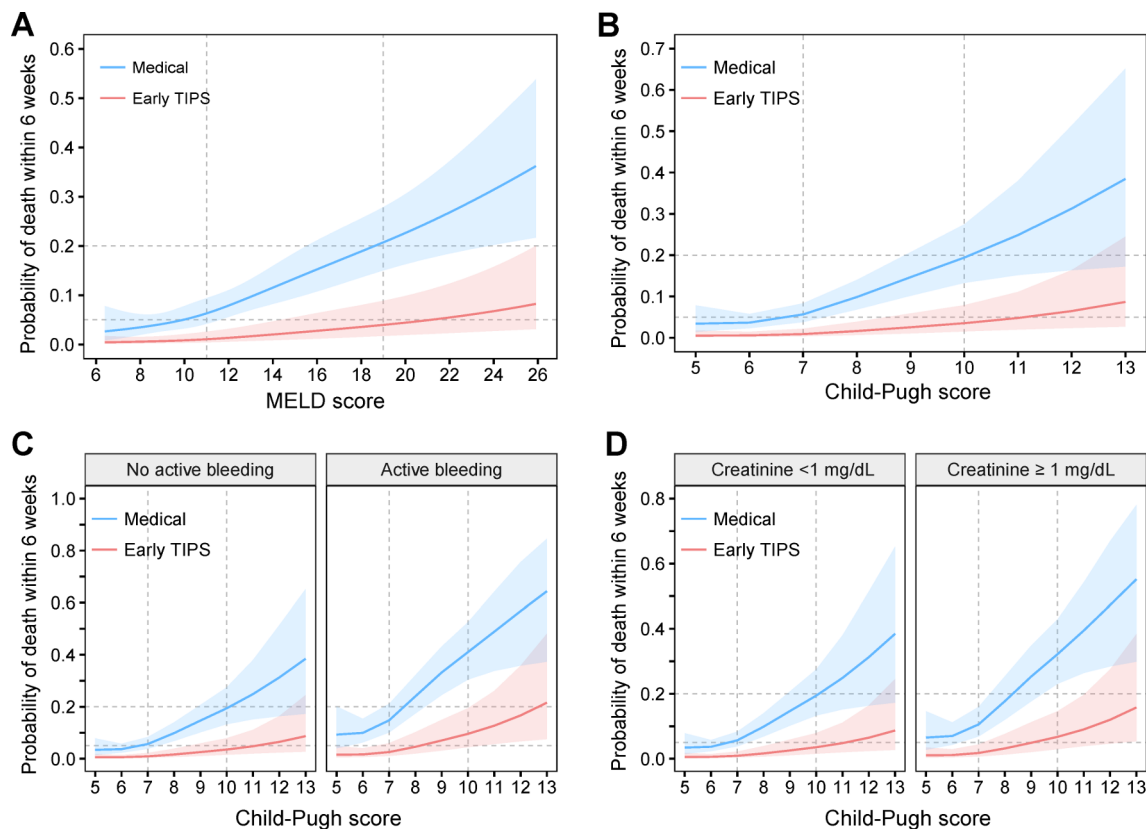 A
Probability of death within 6 weeks
0.6
0.5
0.4
0.3
0.2
0.1
0.0
Medical
Early TIPS
6 8 10 12 14 16 18 20 22 24 26
MELD score
B
Probability of death within 6 weeks
0.7
0.6
0.5
0.4
0.3
0.2
0.1
0.0
Medical
Early TIPS
5 6 7 8 9 10 11 12 13
Child-Pugh score
C
No active bleeding Active bleeding
Probability of death within 6 weeks
1.0
0.8
0.6
0.4
0.2
0.0
Medical
Early TIPS
5 6 7 8 9 10 11 12 13 5 6 7 8 9 10 11 12 13
Child-Pugh score
D
Creatinine <1 mg/dL Creatinine ≥ 1 mg/dL
Probability of death within 6 weeks
0.8
0.6
0.4
0.2
0.0
Medical
Early TIPS
5 6 7 8 9 10 11 12 13 5 6 7 8 9 10 11 12 13
Child-Pugh score